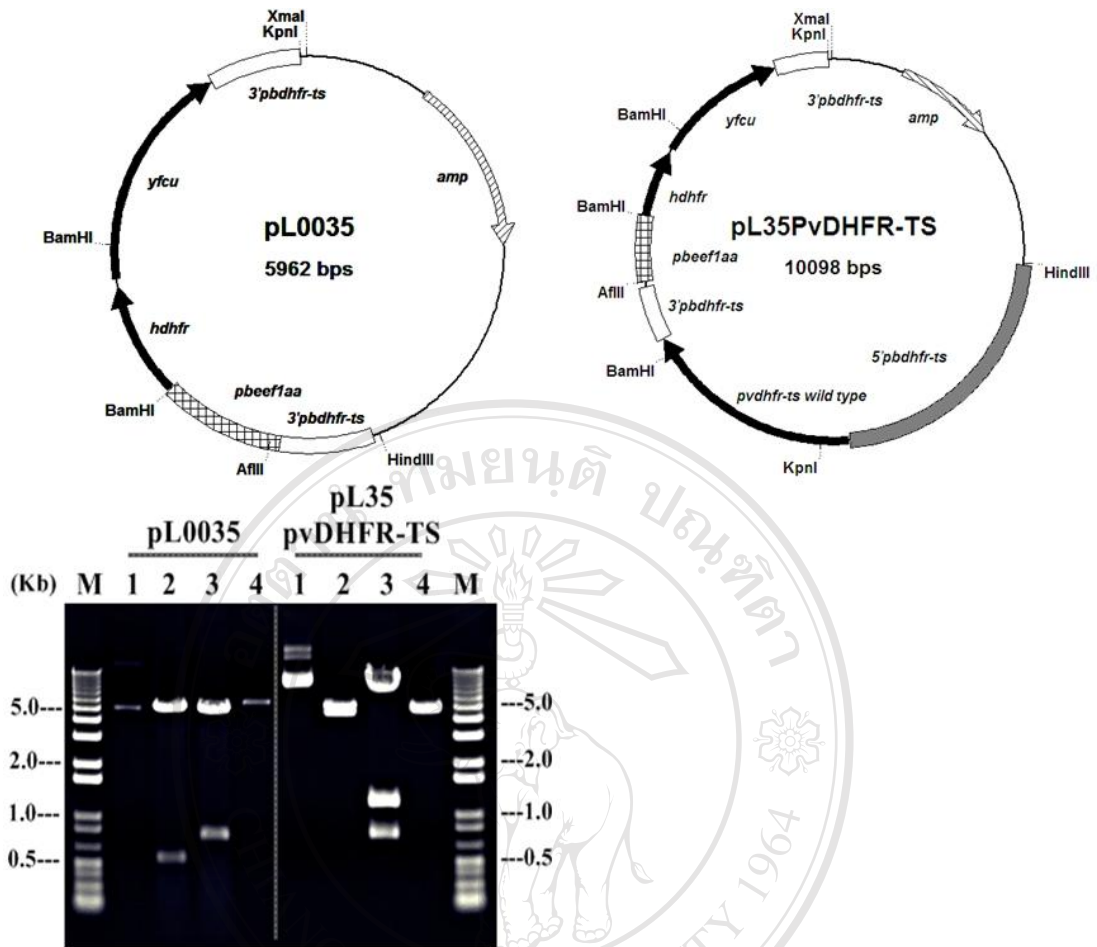 XmaI
KpnI
3'pbdhfr-ts
amp
yfcu
BamHI
pL0035
5962 bps
hdhfr
BamHI
pbeef1aa
3'pbdhfr-ts
AflII
HindIII
XmaI
KpnI
3'pbdhfr-ts
amp
yfcu
BamHI
hdhfr
BamHI
pL35PvDHFR-TS
10098 bps
pbeef1aa
HindIII
AflII
3'pbdhfr-ts
5'pbdhfr-ts
BamHI
pvdhfr-ts wild type
KpnI
pL0035
pL35
pvDHFR-TS
(Kb) M 1 2 3 4 1 2 3 4 M
5.0--- ---5.0
2.0--- ---2.0
1.0--- ---1.0
0.5--- ---0.5
TY 1964